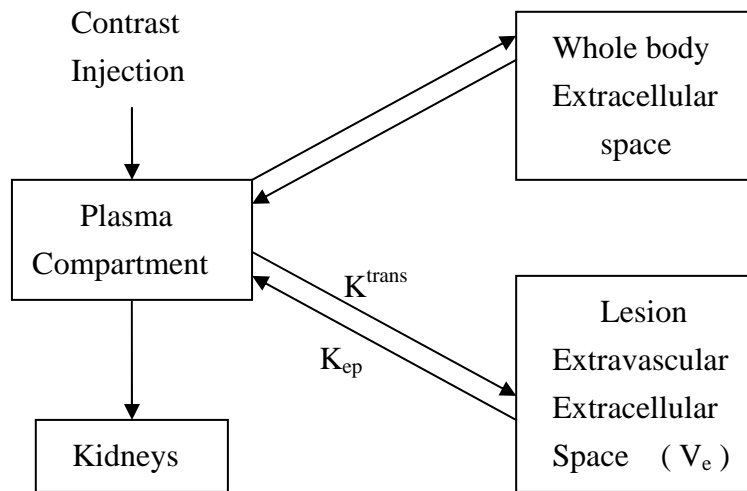 Contrast
Injection
Whole body
Extracellular
space
Plasma
Compartment
K^trans
K_ep
Lesion
Extravascular
Extracellular
Space ( V_e )
Kidneys